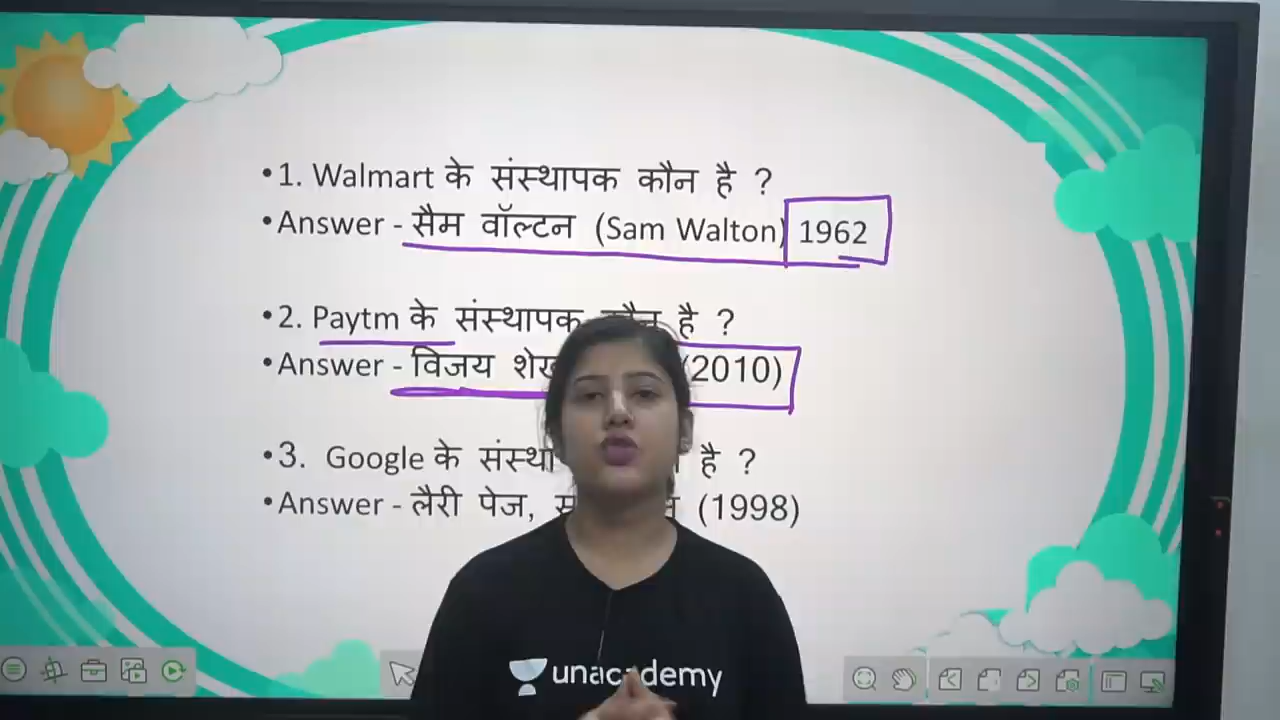 •1. Walmart के संस्थापक कौन है ?
•Answer - सैम वॉल्टन (Sam Walton) 1962
•2. Paytm के संस्थापक कौन है ?
•Answer - विजय (2010)
•3. Google के है ?
•Answer - लैरी पेज, (1998)
unacademy